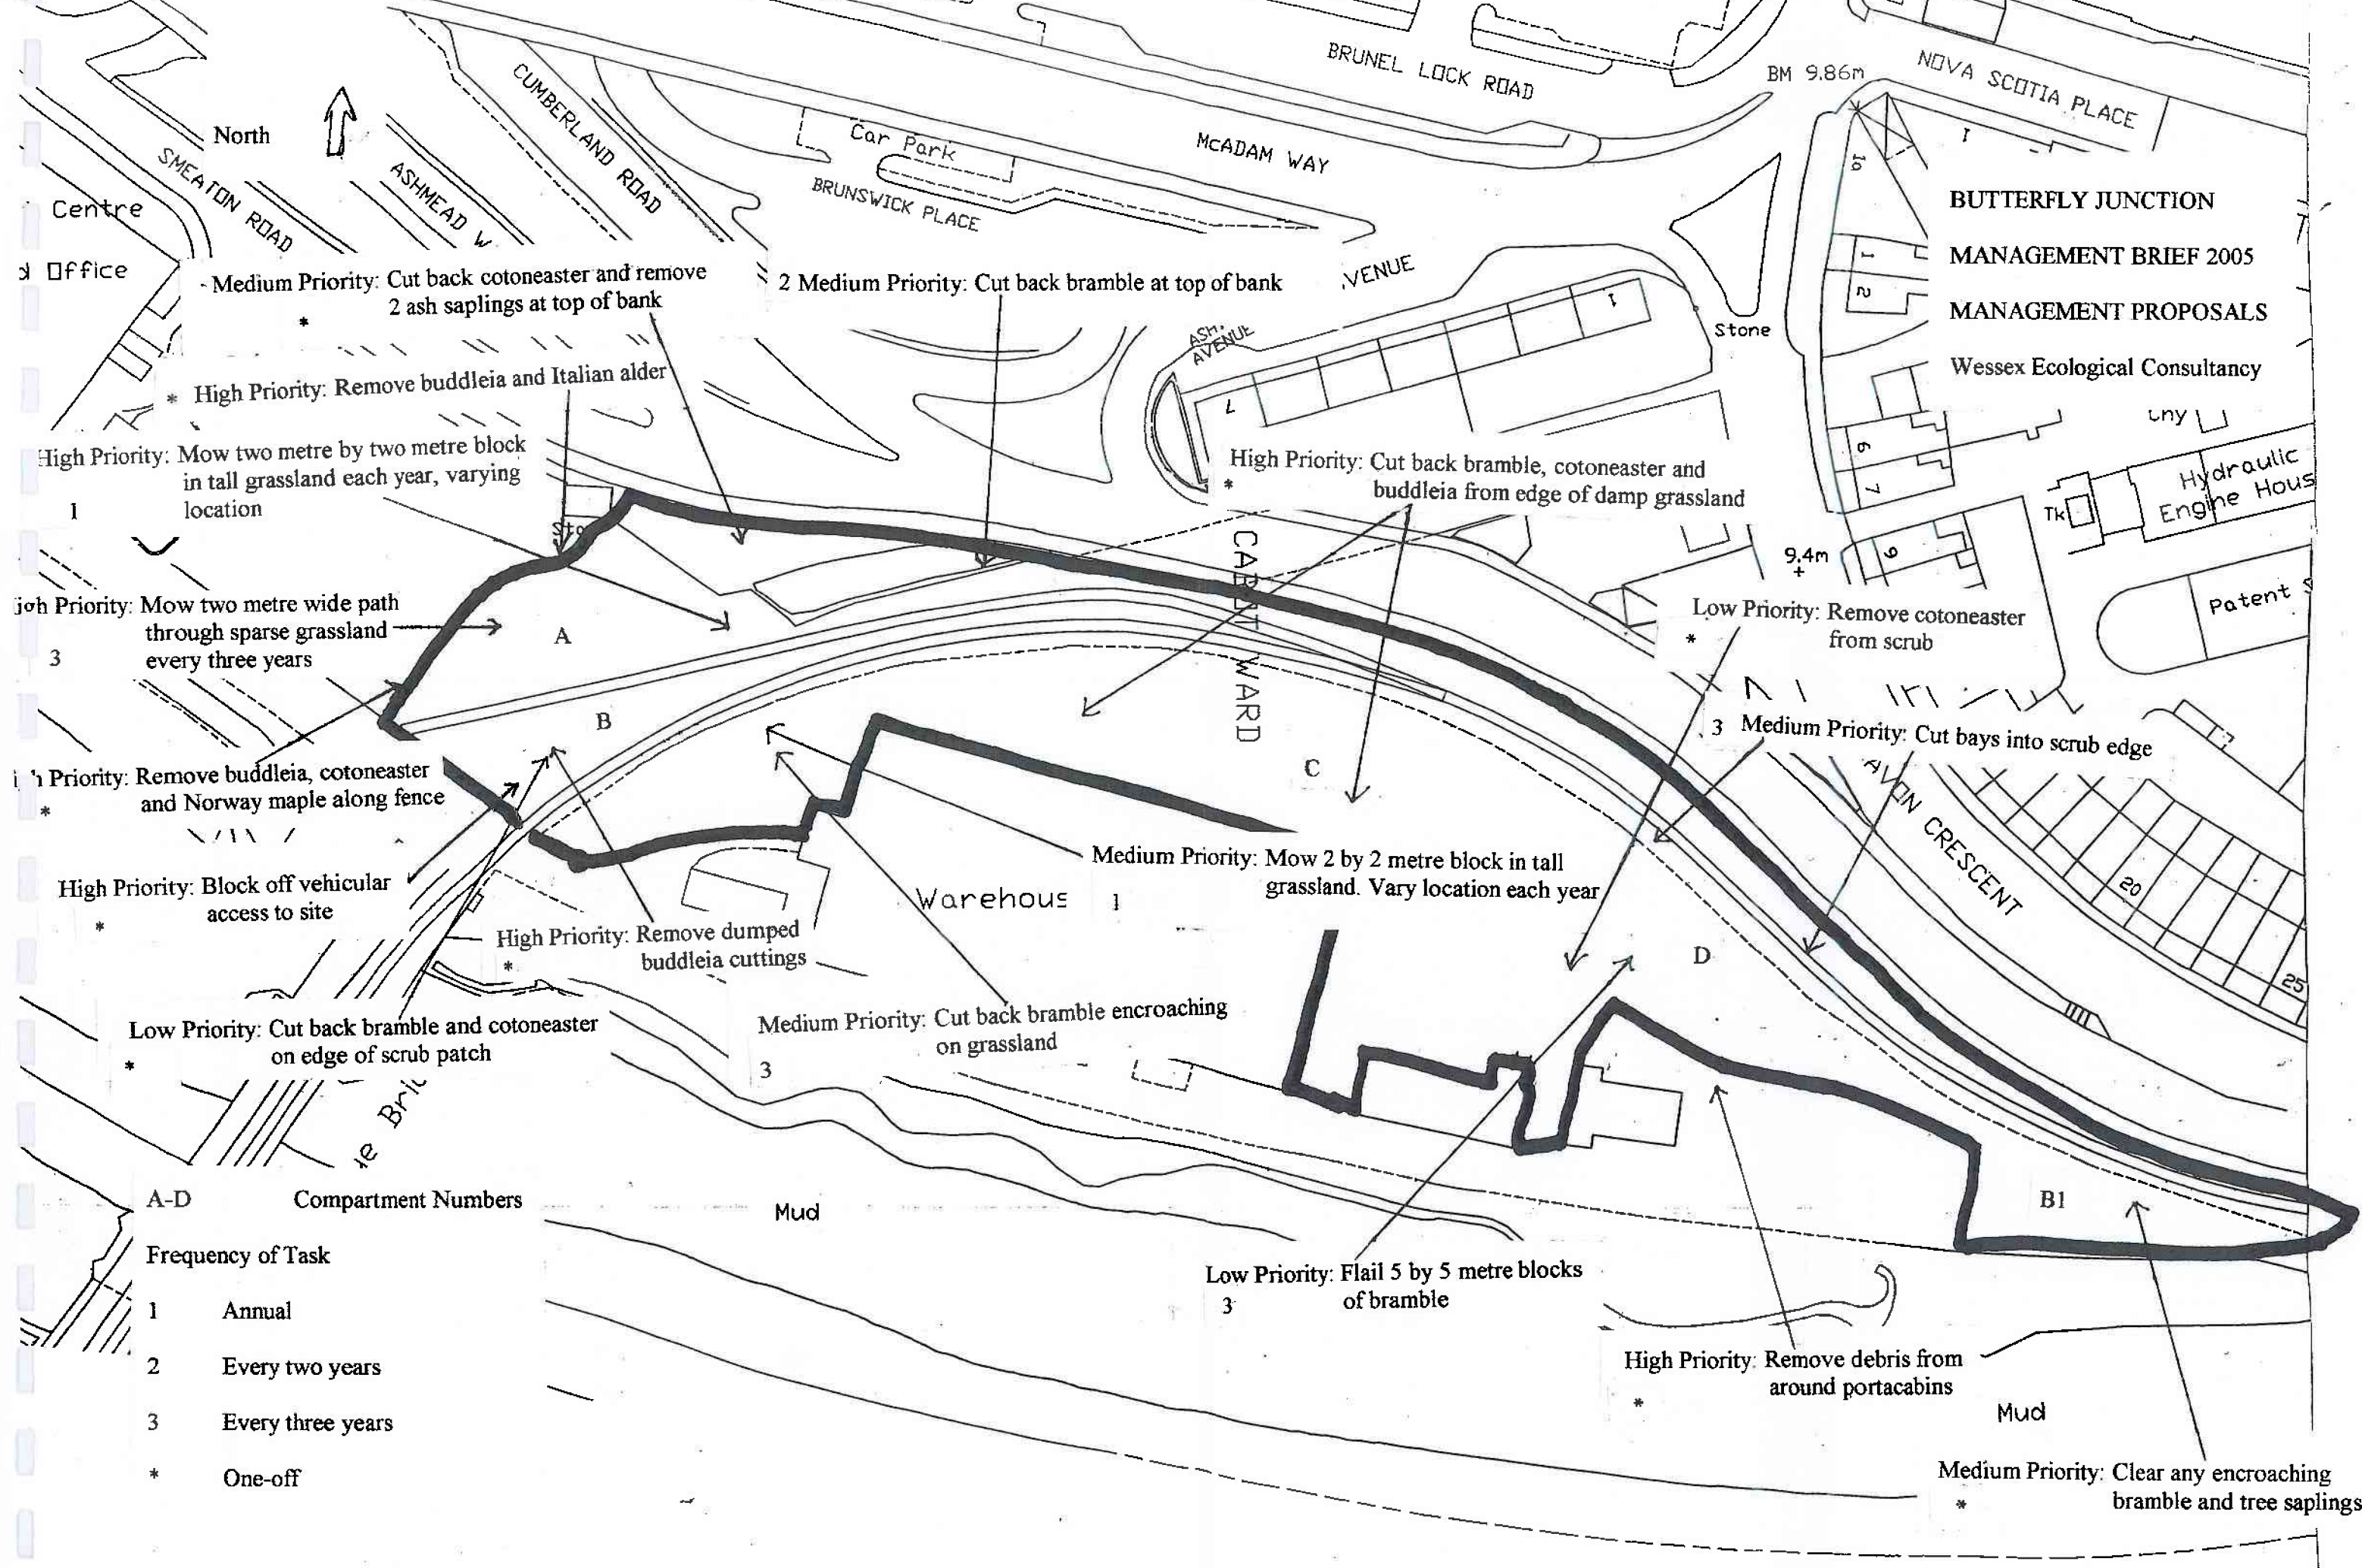 BRUNEL LOCK ROAD
BM 9.86m
NOVA SCOTIA PLACE
CUMBERLAND ROAD
North
SMEATON ROAD
ASHMEAD W
Car Park
BRUNSWICK PLACE
McADAM WAY
Centre
Office
10
1
BUTTERFLY JUNCTION
MANAGEMENT BRIEF 2005
MANAGEMENT PROPOSALS
Wessex Ecological Consultancy
1
2
Medium Priority: Cut back cotoneaster and remove
2 ash saplings at top of bank
*
2 Medium Priority: Cut back bramble at top of bank
VENUE
1
Stone
ASH
AVENUE
7
* High Priority: Remove buddleia and Italian alder
High Priority: Mow two metre by two metre block
in tall grassland each year, varying
1 location
High Priority: Cut back bramble, cotoneaster and
* buddleia from edge of damp grassland
6
7
9
Hydraulic
Engine Hous
Tk
9.4m
+
Patent
CABOT WARD
Priority: Mow two metre wide path
through sparse grassland
3 every three years
A
B
C
D
B1
Low Priority: Remove cotoneaster
* from scrub
3 Medium Priority: Cut bays into scrub edge
AVON CRESCENT
20
25
Priority: Remove buddleia, cotoneaster
* and Norway maple along fence
High Priority: Block off vehicular
* access to site
Medium Priority: Mow 2 by 2 metre block in tall
grassland. Vary location each year
1
Warehous
High Priority: Remove dumped
* buddleia cuttings
Low Priority: Cut back bramble and cotoneaster
* on edge of scrub patch
Medium Priority: Cut back bramble encroaching
on grassland
3
A-D Compartment Numbers
Mud
Frequency of Task
1 Annual
2 Every two years
3 Every three years
* One-off
Low Priority: Flail 5 by 5 metre blocks
3 of bramble
High Priority: Remove debris from
* around portacabins
Mud
Medium Priority: Clear any encroaching
* bramble and tree saplings